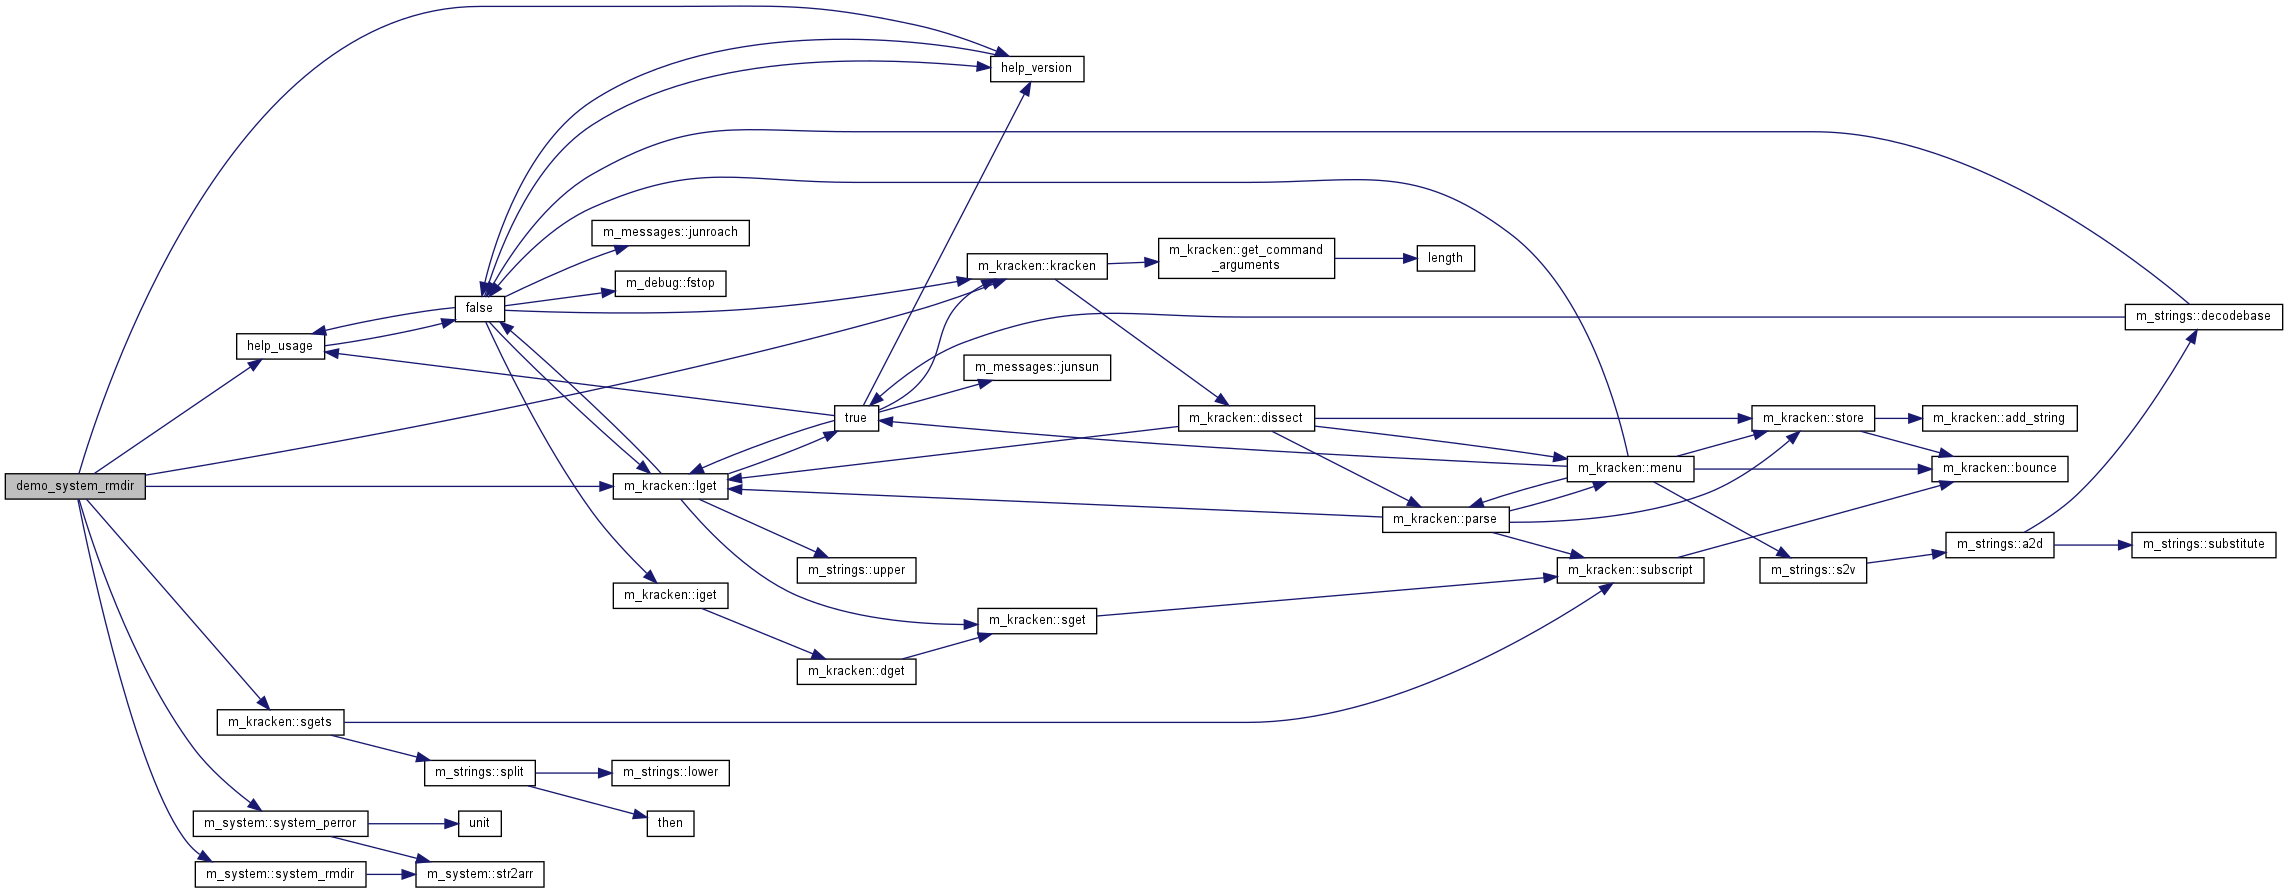 help_version
m_messages::junroach
m_kracken::get_command
_arguments
length
m_kracken::kracken
m_debug::fstop
false
m_strings::decodebase
help_usage
m_messages::junsun
true
m_kracken::dissect
m_kracken::store
m_kracken::add_string
demo_system_rmdir
m_kracken::lget
m_kracken::menu
m_kracken::bounce
m_kracken::parse
m_strings::a2d
m_strings::substitute
m_strings::upper
m_kracken::subscript
m_strings::s2v
m_kracken::iget
m_kracken::sget
m_kracken::dget
m_kracken::sgets
m_strings::split
m_strings::lower
m_system::system_perror
unit
then
m_system::system_rmdir
m_system::str2arr